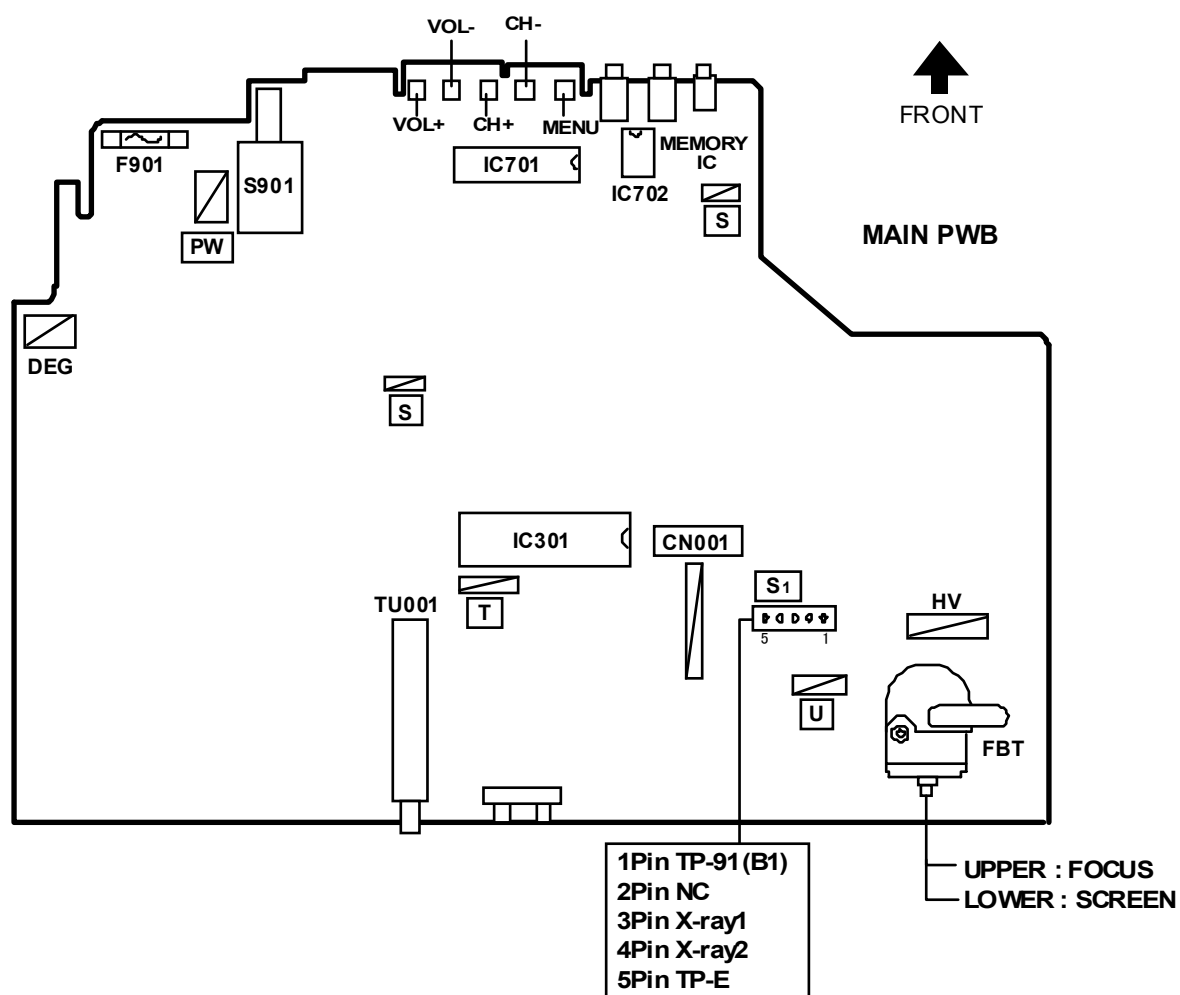 VOL-
CH-
FRONT
VOL+
CH+
MENU
F901
IC701
MEMORY
IC
S901
IC702
S
PW
MAIN PWB
DEG
S
IC301
CN001
S1
TU001
T
HV
5
1
U
FBT
1Pin TP-91(B1)
2Pin NC
3Pin X-ray1
4Pin X-ray2
5Pin TP-E
UPPER : FOCUS
LOWER : SCREEN